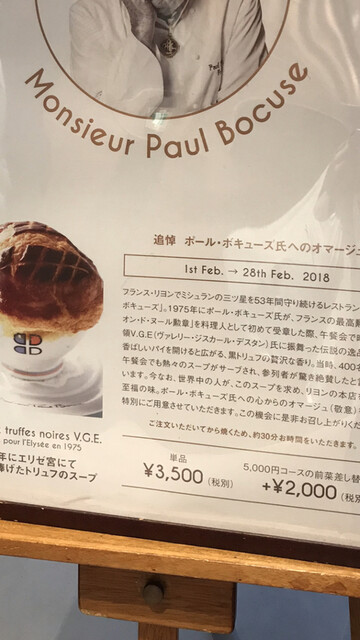 Monsieur Paul Bocuse
追悼 ポール・ボキューズ氏へのオマージュ
1st Feb. → 28th Feb. 2018
フランス・リヨンでミシュランの三ツ星を53年間守り続けるレストラン
ボキューズ」。1975年にポール・ボキューズ氏が、フランスの最高勲
オン・ド・ヌール勲章」を料理人として初めて受章した際、午餐会で時
領V.G.E(ヴァレリー・ジスカール・デスタン)氏に振舞った伝説の逸品
香ばしいパイを開けると広がる、黒トリュフの贅沢な香り。当時、400名
午餐会でも熱々のスープがサーブされ、参列者が驚き絶賛したと
います。今なお、世界中の人が、このスープを求め、リヨンの本店を
至福の味。ポール・ボキューズ氏への心からのオマージュ(敬意)
特別にご用意させていただきます。この機会に是非お召し上がりくだ
ご注文いただいてから焼くため、約30分お時間をいただきます。
truffes noires V.G.E.
pour l'Elysée en 1975
年にエリゼ宮にて
捧げたトリュフのスープ
単品
¥3,500 (税別)
5,000円コースの前菜差し替
+¥2,000 (税別